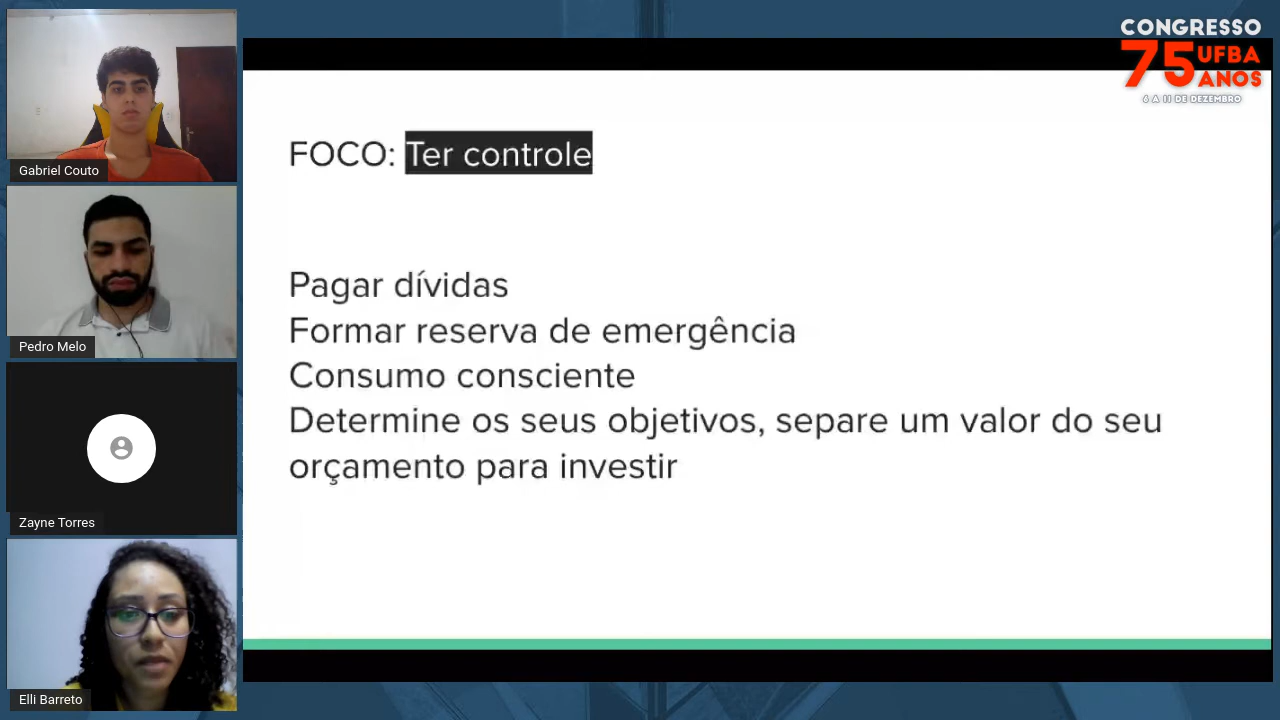 CONGRESSO
75 UFBA
ANOS
6 A 11 DE DEZEMBRO
FOCO: Ter controle
Pagar dívidas
Formar reserva de emergência
Consumo consciente
Determine os seus objetivos, separe um valor do seu
orçamento para investir
Gabriel Couto
Pedro Melo
Zayne Torres
Elli Barreto